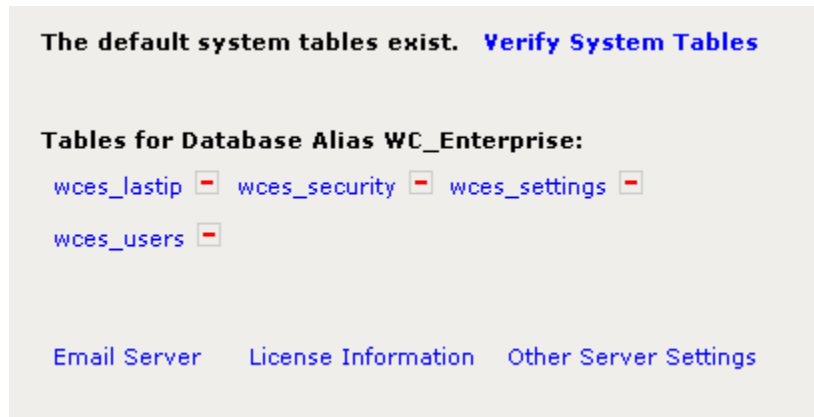 The default system tables exist. Verify System Tables
Tables for Database Alias WC_Enterprise:
wces_lastip - wces_security - wces_settings -
wces_users -
Email Server License Information Other Server Settings